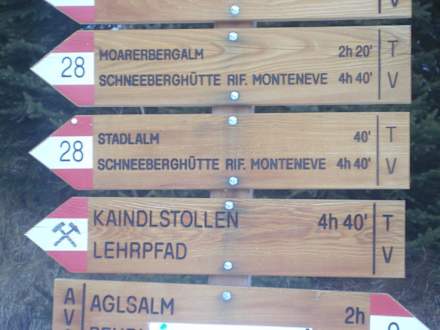 T
V
28
MOARERBERGALM 2h 20' T
SCHNEEBERGHÜTTE RIF. MONTENEVE 4h 40' V
28
STADLALM 40' T
SCHNEEBERGHÜTTE RIF. MONTENEVE 4h 40' V
KAINDLSTOLLEN 4h 40' T
LEHRPFAD V
A AGLSALM 2h
V